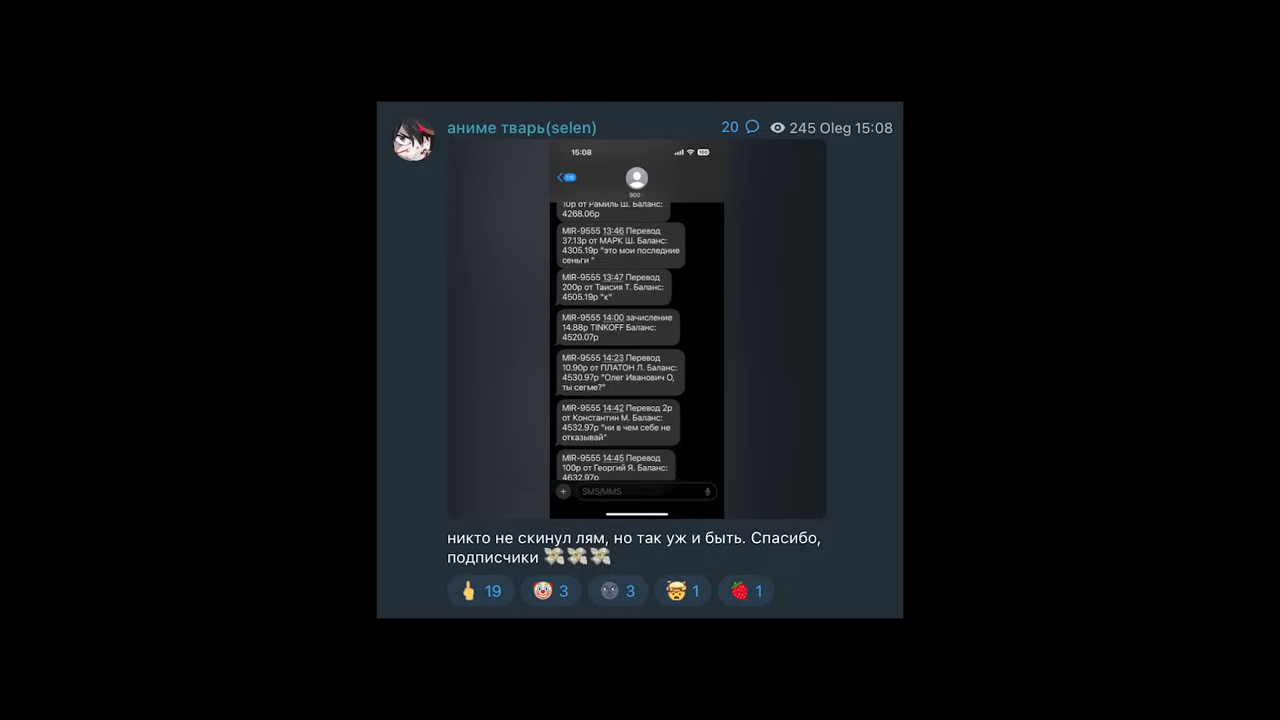 аниме тварь(selen)
20 245 Oleg 15:08
15:08
100
116
900
10р от Рамиль Ш. Баланс:
4268.06р
MIR-9555 13:46 Перевод
37.13р от МАРК Ш. Баланс:
4305.19р "это мои последние
сеньги "
MIR-9555 13:47 Перевод
200р от Таисия Т. Баланс:
4505.19р "к"
MIR-9555 14:00 зачисление
14.88р TINKOFF Баланс:
4520.07р
MIR-9555 14:23 Перевод
10.90р от ПЛАТОН Л. Баланс:
4530.97р "Олег Иванович О,
ты сегме?"
MIR-9555 14:42 Перевод 2р
от Константин М. Баланс:
4532.97р "ни в чем себе не
отказывай"
MIR-9555 14:45 Перевод
100р от Георгий Я. Баланс:
4632.97р
SMS/MMS
никто не скинул лям, но так уж и быть. Спасибо,
подписчики 💸💸💸
19 3 3 1 1